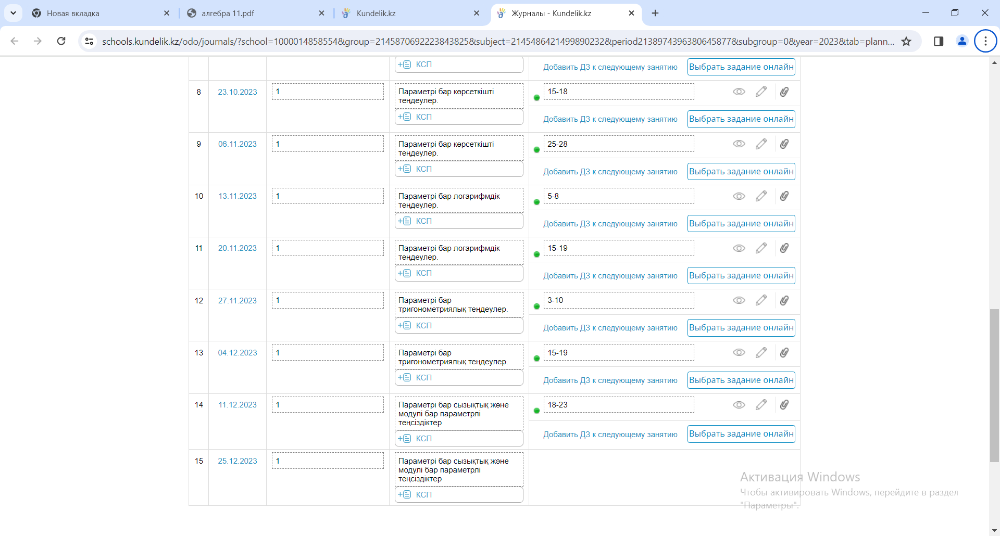 Новая вкладка
алгебра 11.pdf
Kundelik.kz
Журналы - Kundelik.kz
schools.kundelik.kz/odo/journals/?school=1000014858554&group=2145870692223843825&subject=2145486421499890232&period2138974396380645877&subgroup=0&year=2023&tab=plann...
КСП
Добавить ДЗ к следующему занятию
Выбрать задание онлайн
8
23.10.2023
1
Параметрі бар көрсеткішті
теңдеулер.
КСП
15-18
Добавить ДЗ к следующему занятию
Выбрать задание онлайн
9
06.11.2023
1
Параметрі бар көрсеткішті
теңдеулер.
КСП
25-28
Добавить ДЗ к следующему занятию
Выбрать задание онлайн
10
13.11.2023
1
Параметрі бар логарифмдік
теңдеулер.
КСП
5-8
Добавить ДЗ к следующему занятию
Выбрать задание онлайн
11
20.11.2023
1
Параметрі бар логарифмдік
теңдеулер.
КСП
15-19
Добавить ДЗ к следующему занятию
Выбрать задание онлайн
12
27.11.2023
1
Параметрі бар
тригонометриялық теңдеулер.
КСП
3-10
Добавить ДЗ к следующему занятию
Выбрать задание онлайн
13
04.12.2023
1
Параметрі бар
тригонометриялық теңдеулер.
КСП
15-19
Добавить ДЗ к следующему занятию
Выбрать задание онлайн
14
11.12.2023
1
Параметрі бар сызықтық және
модулі бар параметрлі
теңсіздіктер
КСП
18-23
Добавить ДЗ к следующему занятию
Выбрать задание онлайн
15
25.12.2023
1
Параметрі бар сызықтық және
модулі бар параметрлі
теңсіздіктер
КСП
Активация Windows
Чтобы активировать Windows, перейдите в раздел
"Параметры".